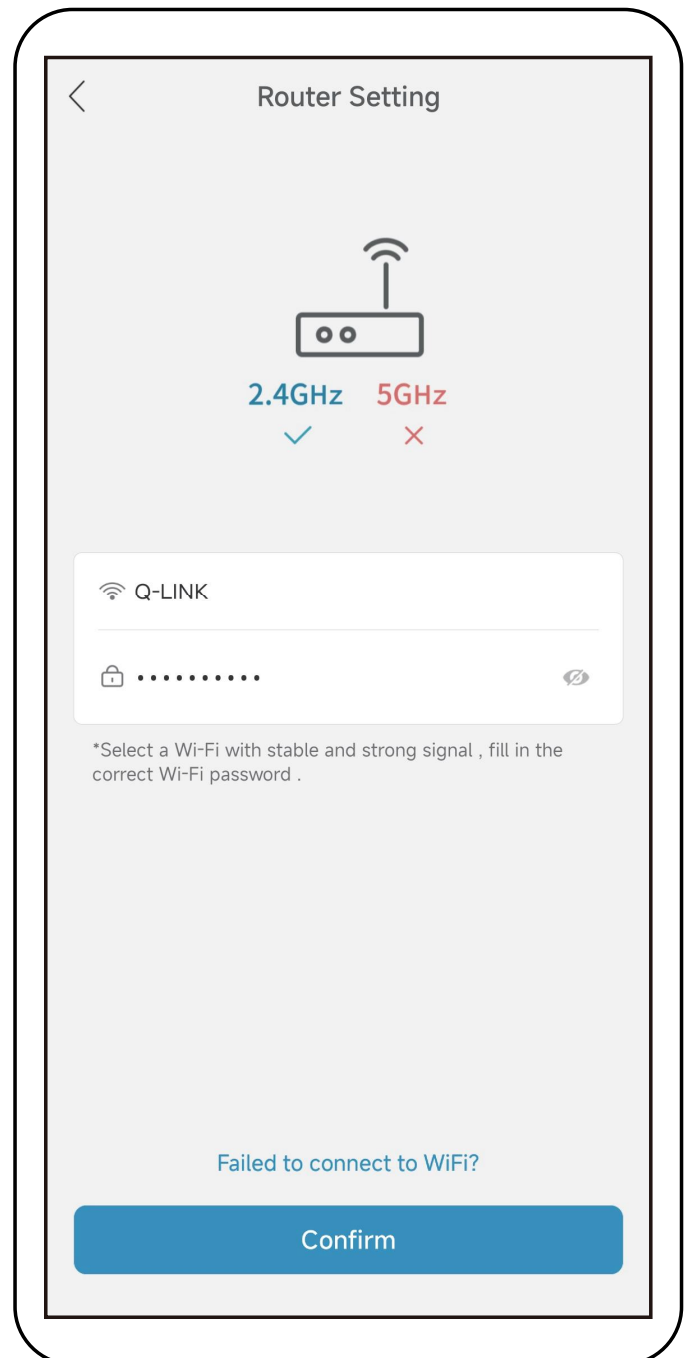 Router Setting
2.4GHz 5GHz
Q-LINK
••••••••••
*Select a Wi-Fi with stable and strong signal , fill in the
correct Wi-Fi password .
Failed to connect to WiFi?
Confirm